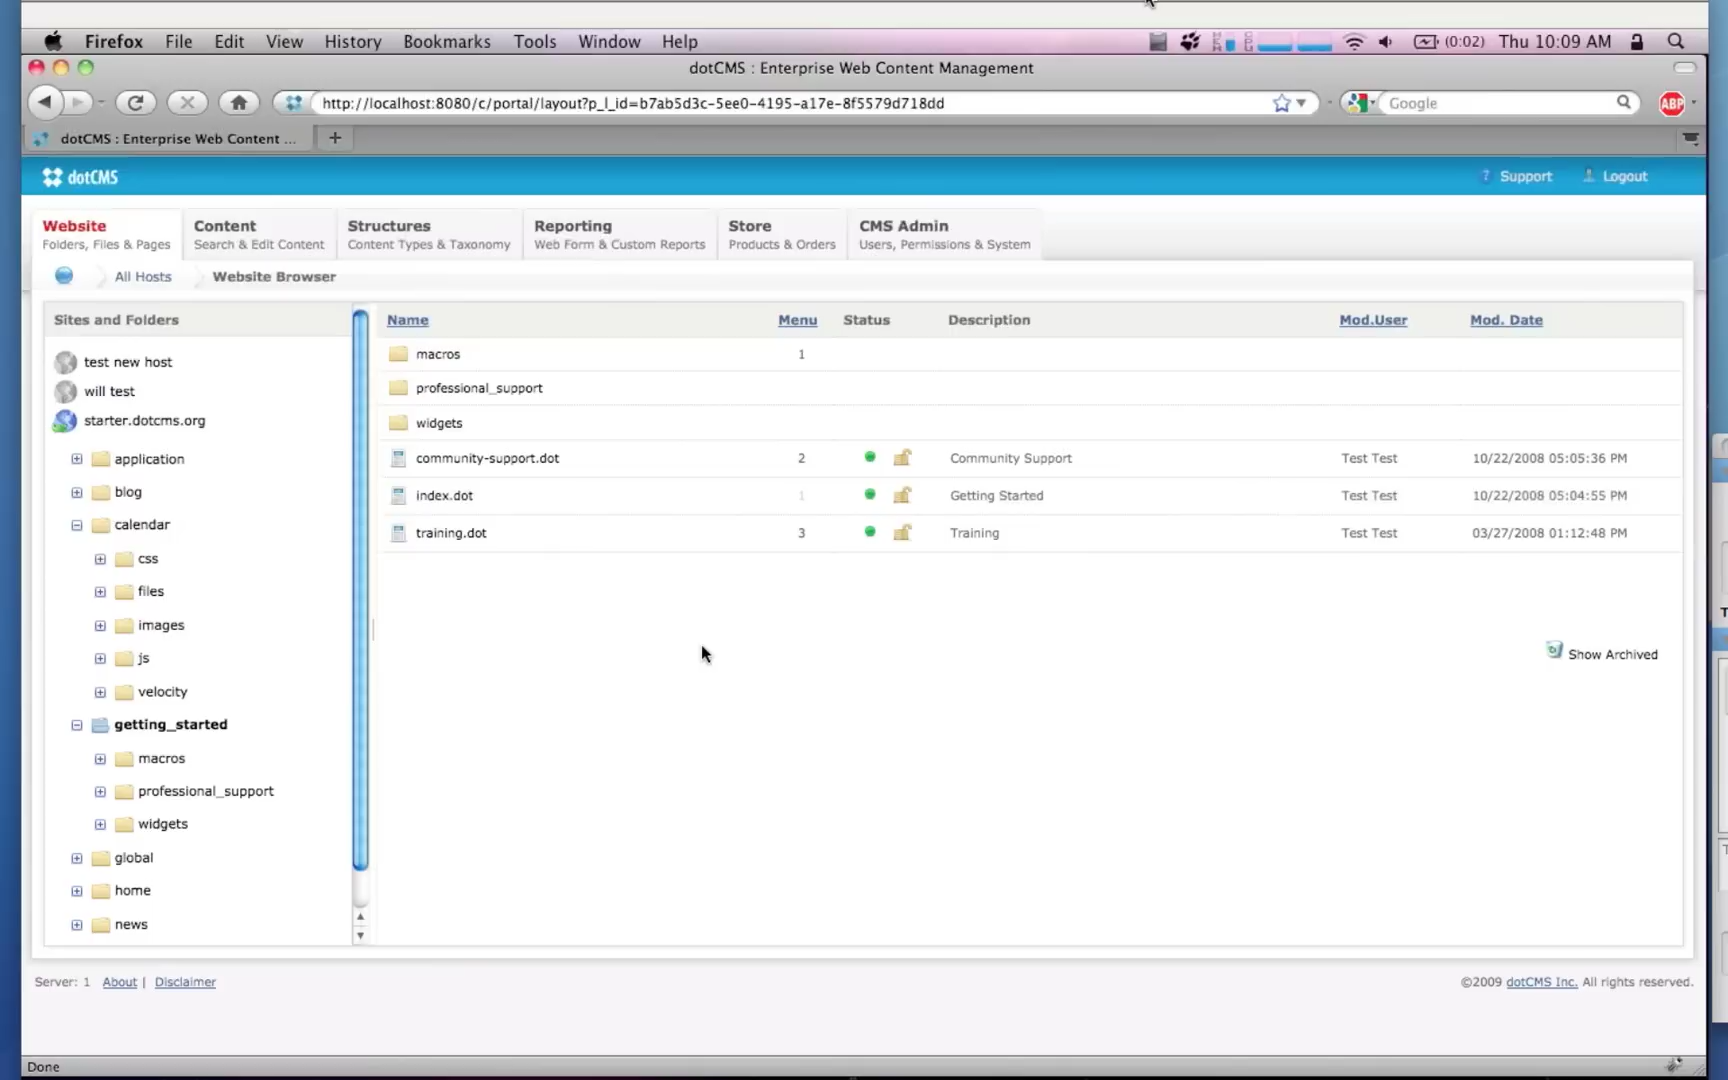 Firefox File Edit View History Bookmarks Tools Window Help (0:02) Thu 10:09 AM
dotCMS : Enterprise Web Content Management
http://localhost:8080/c/portal/layout?p_l_id=b7ab5d3c-5ee0-4195-a17e-8f5579d718dd Google ABP
dotCMS : Enterprise Web Content ... +
dotCMS ? Support Logout
Website Content Structures Reporting Store CMS Admin
Folders, Files & Pages Search & Edit Content Content Types & Taxonomy Web Form & Custom Reports Products & Orders Users, Permissions & System
All Hosts Website Browser
Sites and Folders Name Menu Status Description Mod.User Mod. Date
test new host
will test
starter.dotcms.org
application
blog
calendar
css
files
images
js
velocity
getting_started
macros
professional_support
widgets
global
home
news
macros 1
professional_support
widgets
community-support.dot 2 Community Support Test Test 10/22/2008 05:05:36 PM
index.dot 1 Getting Started Test Test 10/22/2008 05:04:55 PM
training.dot 3 Training Test Test 03/27/2008 01:12:48 PM
Show Archived
Server: 1 About | Disclaimer ©2009 dotCMS Inc. All rights reserved.
Done